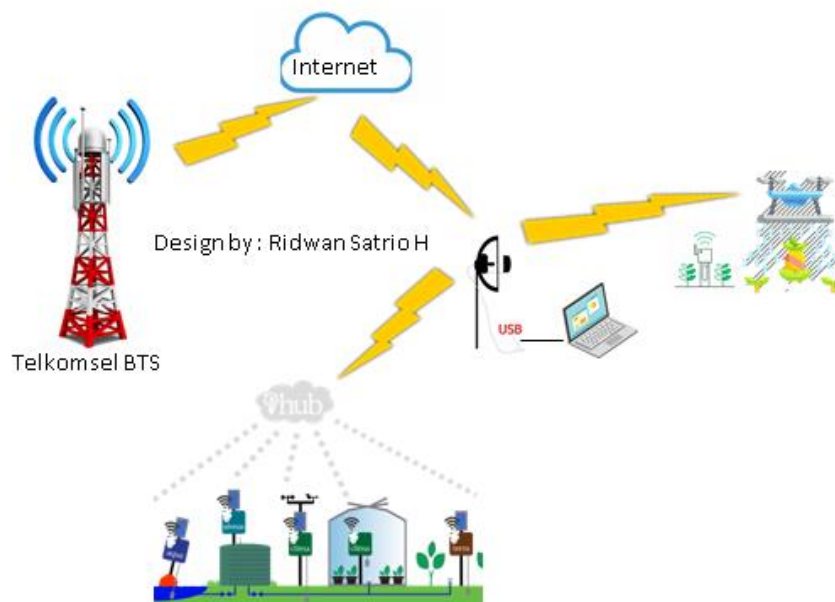 Internet
Design by : Ridwan Satrio H
USB
Telkomsel BTS
hub